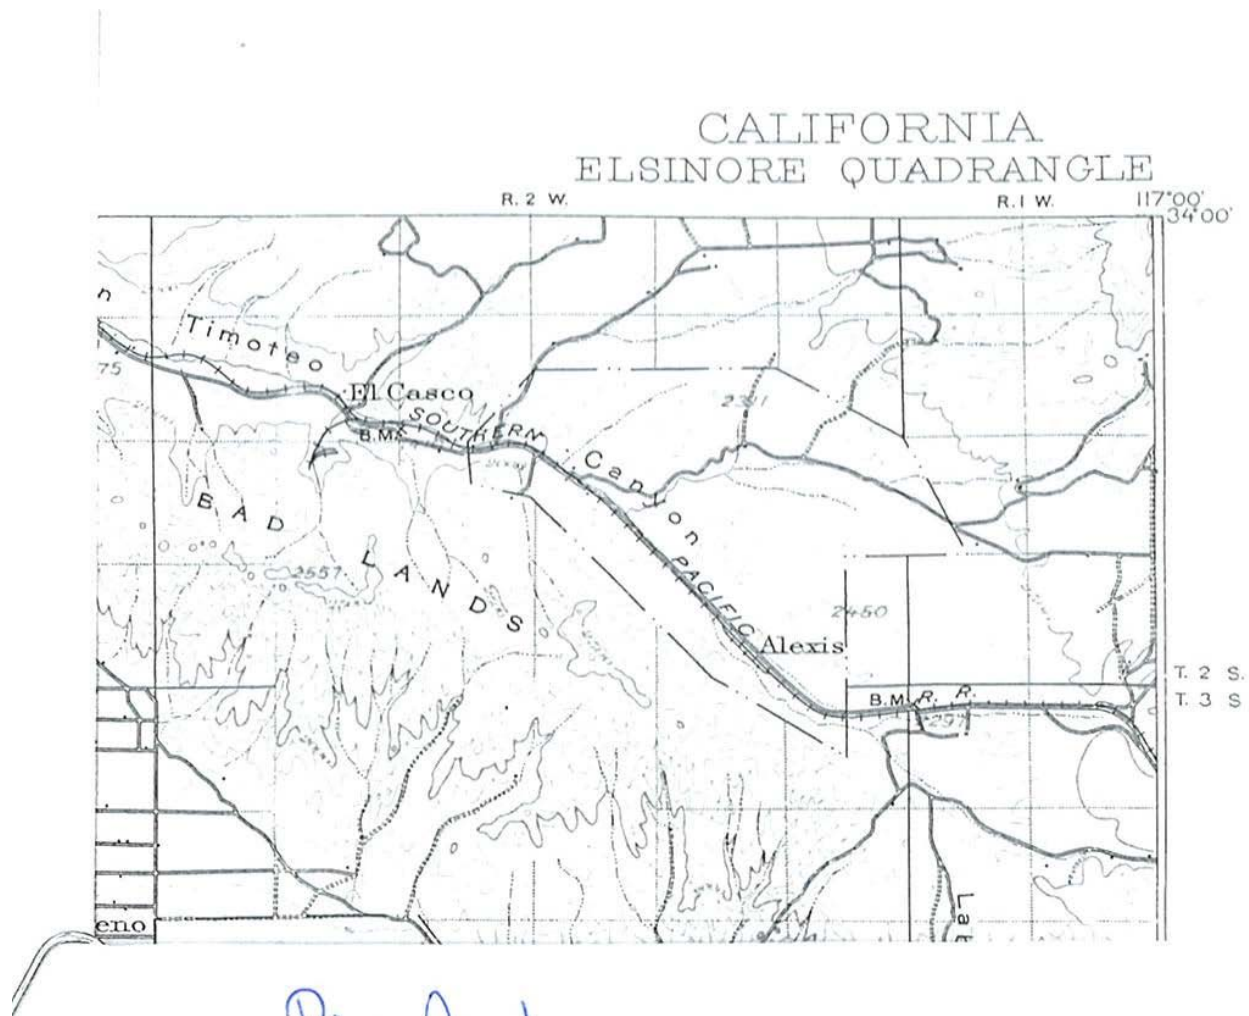 CALIFORNIA
ELSINORE QUADRANGLE
R. 2 W.
R. 1 W.
117°00'
34°00'
n
Timoteo
75
El Casco
SOUTHERN
B.M.
Canyon
BAD LANDS
2557
PACIFIC
2450
Alexis
T. 2 S.
T. 3 S
B.M.
R. R.
eno